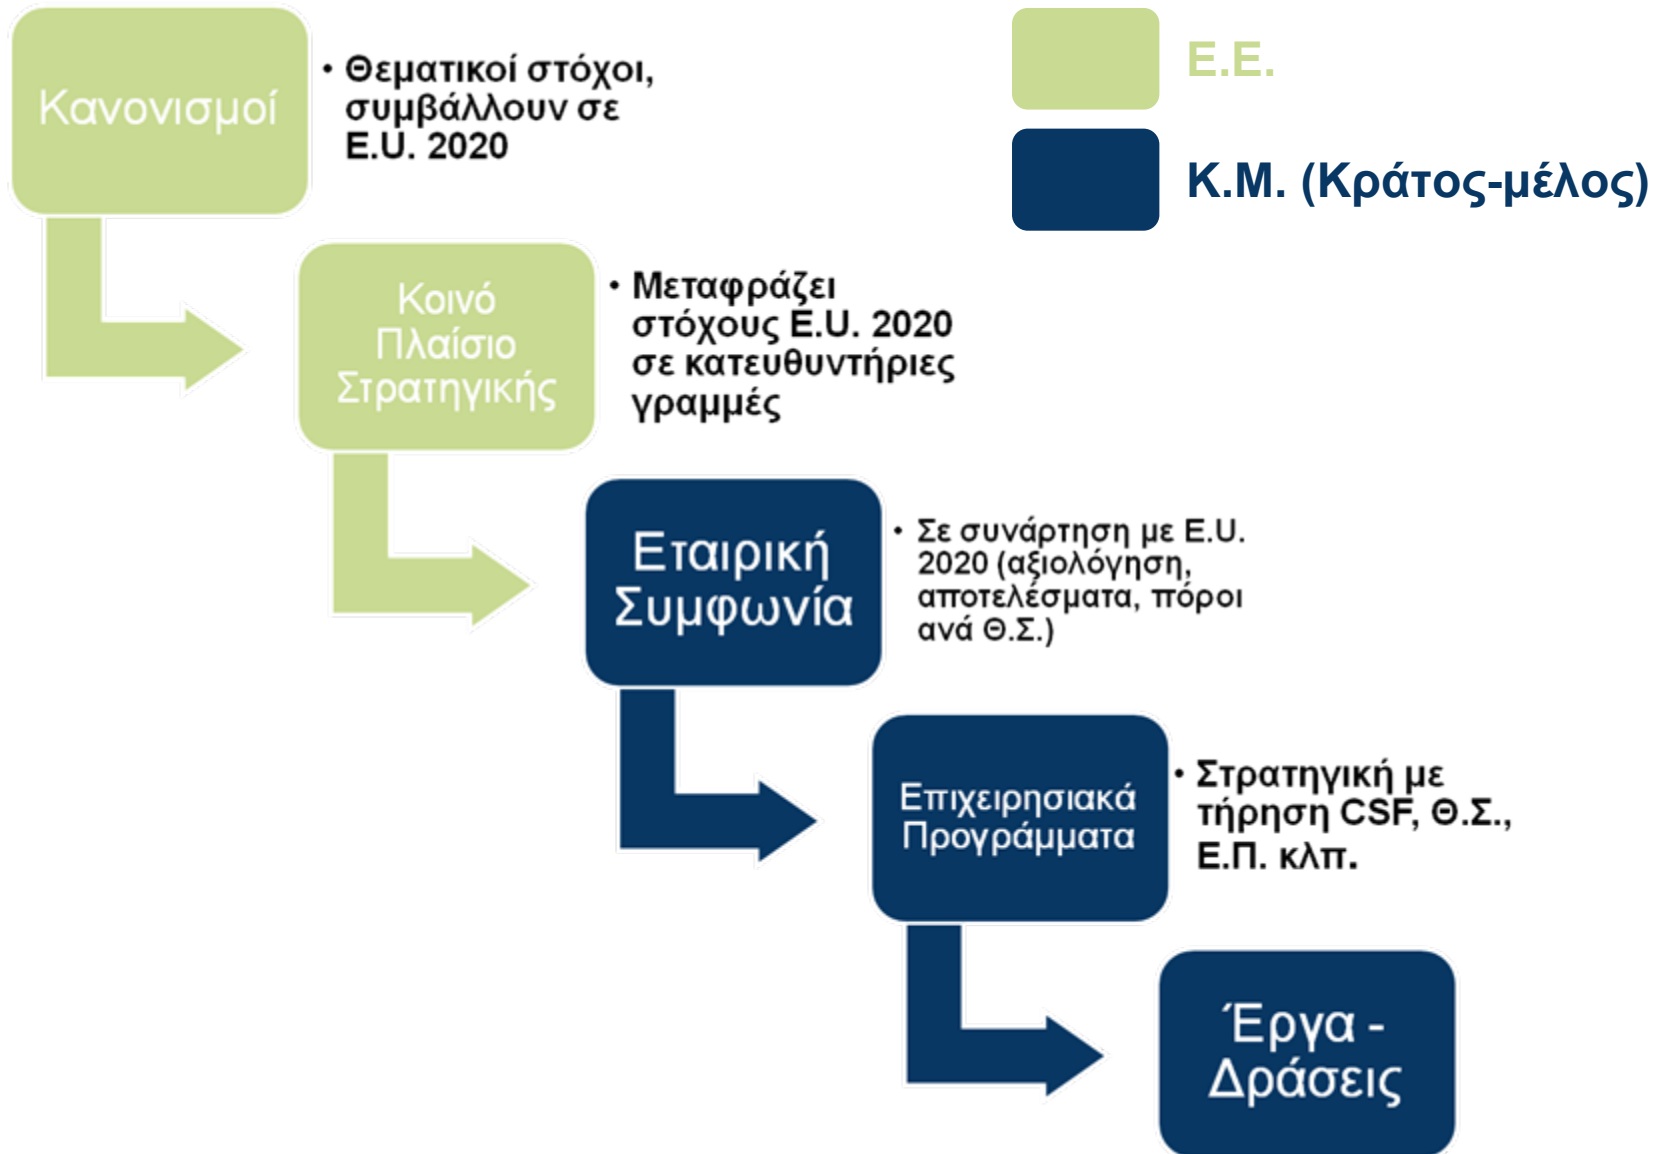 Κανονισμοί
• Θεματικοί στόχοι,
συμβάλλουν σε
E.U. 2020
Ε.Ε.
Κ.Μ. (Κράτος-μέλος)
Κοινό
Πλαίσιο
Στρατηγικής
• Μεταφράζει
στόχους E.U. 2020
σε κατευθυντήριες
γραμμές
Εταιρική
Συμφωνία
• Σε συνάρτηση με E.U.
2020 (αξιολόγηση,
αποτελέσματα, πόροι
ανά Θ.Σ.)
Επιχειρησιακά
Προγράμματα
• Στρατηγική με
τήρηση CSF, Θ.Σ.,
Ε.Π. κλπ.
Έργα -
Δράσεις